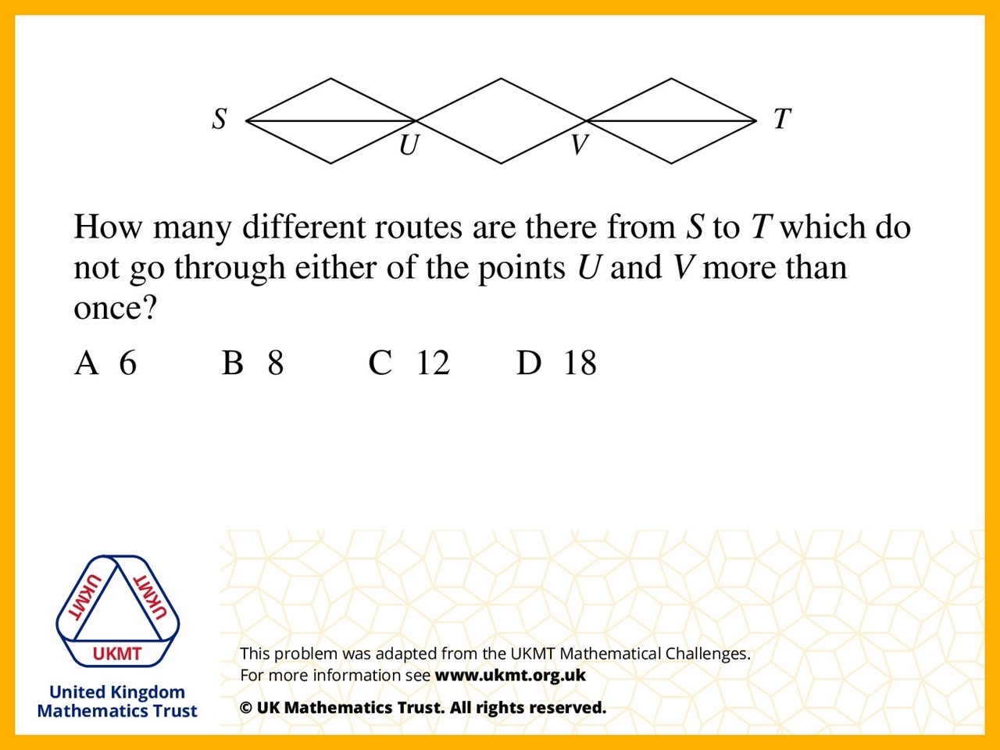 S T
U V
How many different routes are there from S to T which do
not go through either of the points U and V more than
once?
A 6 B 8 C 12 D 18
UKMT UKMT
UKMT
United Kingdom
Mathematics Trust
This problem was adapted from the UKMT Mathematical Challenges.
For more information see www.ukmt.org.uk
© UK Mathematics Trust. All rights reserved.